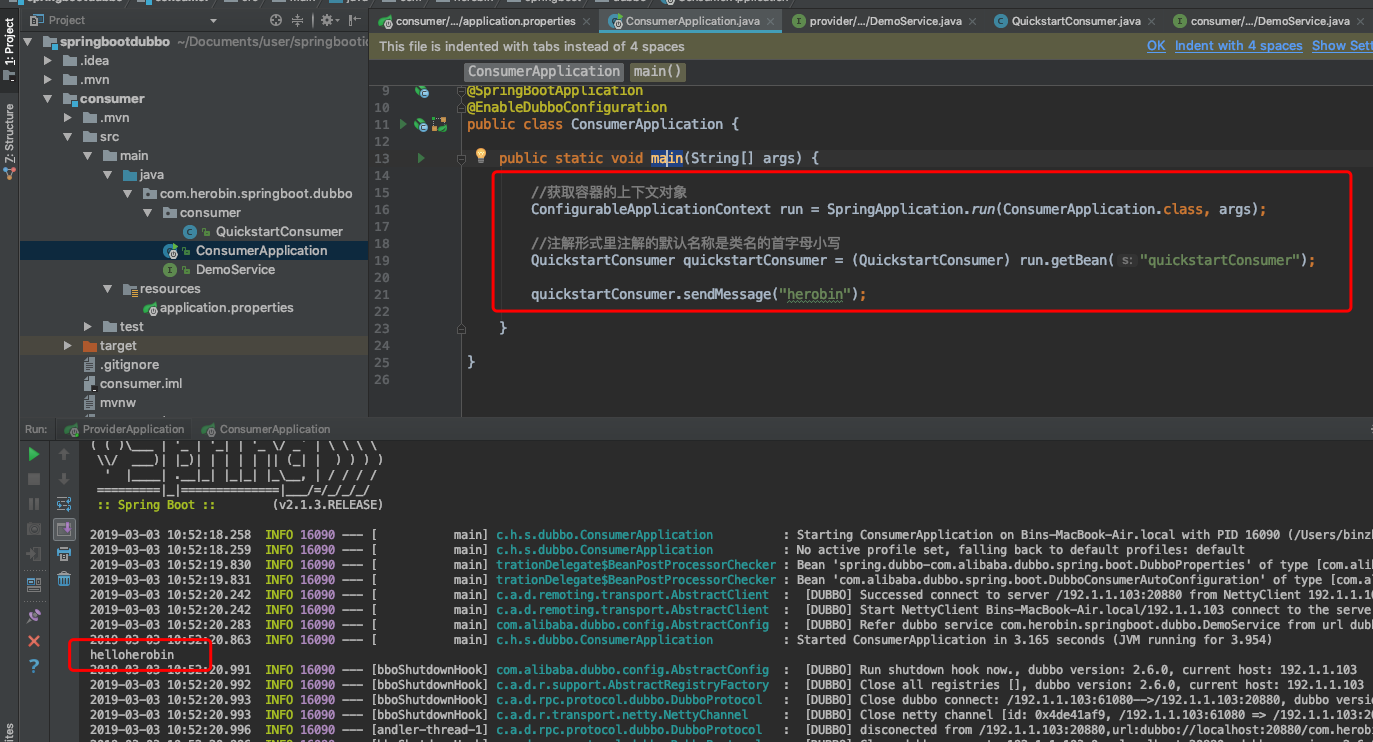 springbootdubbo
consumer
src
main
java
com
herobin
springboot
dubbo
ConsumerApplication
1: Project
Z: Structure
Project
consumer/.../application.properties
ConsumerApplication.java
provider/.../DemoService.java
QuickstartConsumer.java
consumer/.../DemoService.java
This file is indented with tabs instead of 4 spaces
OK
Indent with 4 spaces
Show Sett
springbootdubbo ~/Documents/user/springbootid
.idea
.mvn
consumer
.mvn
src
main
java
com.herobin.springboot.dubbo
consumer
QuickstartConsumer
ConsumerApplication
DemoService
resources
application.properties
test
target
.gitignore
consumer.iml
mvnw
ConsumerApplication
main()
9 @SpringBootApplication
10 @EnableDubboConfiguration
11 public class ConsumerApplication {
12
13 public static void main(String[] args) {
14
15 //获取容器的上下文对象
16 ConfigurableApplicationContext run = SpringApplication.run(ConsumerApplication.class, args);
17
18 //注解形式里注解的默认名称是类名的首字母小写
19 QuickstartConsumer quickstartConsumer = (QuickstartConsumer) run.getBean( s: "quickstartConsumer");
20
21 quickstartConsumer.sendMessage("herobin");
22
23 }
24
25 }
26
Run:
ProviderApplication
ConsumerApplication
:: Spring Boot :: (v2.1.3.RELEASE)
2019-03-03 10:52:18.258 INFO 16090 --- [ main] c.h.s.dubbo.ConsumerApplication : Starting ConsumerApplication on Bins-MacBook-Air.local with PID 16090 (/Users/binzh
2019-03-03 10:52:18.259 INFO 16090 --- [ main] c.h.s.dubbo.ConsumerApplication : No active profile set, falling back to default profiles: default
2019-03-03 10:52:19.830 INFO 16090 --- [ main] trationDelegate$BeanPostProcessorChecker : Bean 'spring.dubbo-com.alibaba.dubbo.spring.boot.DubboProperties' of type [com.ali
2019-03-03 10:52:19.831 INFO 16090 --- [ main] trationDelegate$BeanPostProcessorChecker : Bean 'com.alibaba.dubbo.spring.boot.DubboConsumerAutoConfiguration' of type [com.a
2019-03-03 10:52:20.242 INFO 16090 --- [ main] c.a.d.remoting.transport.AbstractClient : [DUBBO] Successed connect to server /192.1.1.103:20880 from NettyClient 192.1.1.10
2019-03-03 10:52:20.242 INFO 16090 --- [ main] c.a.d.remoting.transport.AbstractClient : [DUBBO] Start NettyClient Bins-MacBook-Air.local/192.1.1.103 connect to the serve
2019-03-03 10:52:20.283 INFO 16090 --- [ main] com.alibaba.dubbo.config.AbstractConfig : [DUBBO] Refer dubbo service com.herobin.springboot.dubbo.DemoService from url dubb
2019-03-03 10:52:20.863 INFO 16090 --- [ main] c.h.s.dubbo.ConsumerApplication : Started ConsumerApplication in 3.165 seconds (JVM running for 3.954)
helloherobin
2019-03-03 10:52:20.991 INFO 16090 --- [bboShutdownHook] com.alibaba.dubbo.config.AbstractConfig : [DUBBO] Run shutdown hook now., dubbo version: 2.6.0, current host: 192.1.1.103
2019-03-03 10:52:20.992 INFO 16090 --- [bboShutdownHook] c.a.d.r.support.AbstractRegistryFactory : [DUBBO] Close all registries [], dubbo version: 2.6.0, current host: 192.1.1.103
2019-03-03 10:52:20.993 INFO 16090 --- [bboShutdownHook] c.a.d.rpc.protocol.dubbo.DubboProtocol : [DUBBO] Close dubbo connect: /192.1.1.103:61080-->/192.1.1.103:20880, dubbo versio
2019-03-03 10:52:20.993 INFO 16090 --- [bboShutdownHook] c.a.d.r.transport.netty.NettyChannel : [DUBBO] Close netty channel [id: 0x4de41af9, /192.1.1.103:61080 => /192.1.1.103:20
2019-03-03 10:52:20.996 INFO 16090 --- [andler-thread-1] c.a.d.rpc.protocol.dubbo.DubboProtocol : [DUBBO] disconected from /192.1.1.103:20880,url:dubbo://localhost:20880/com.herobi